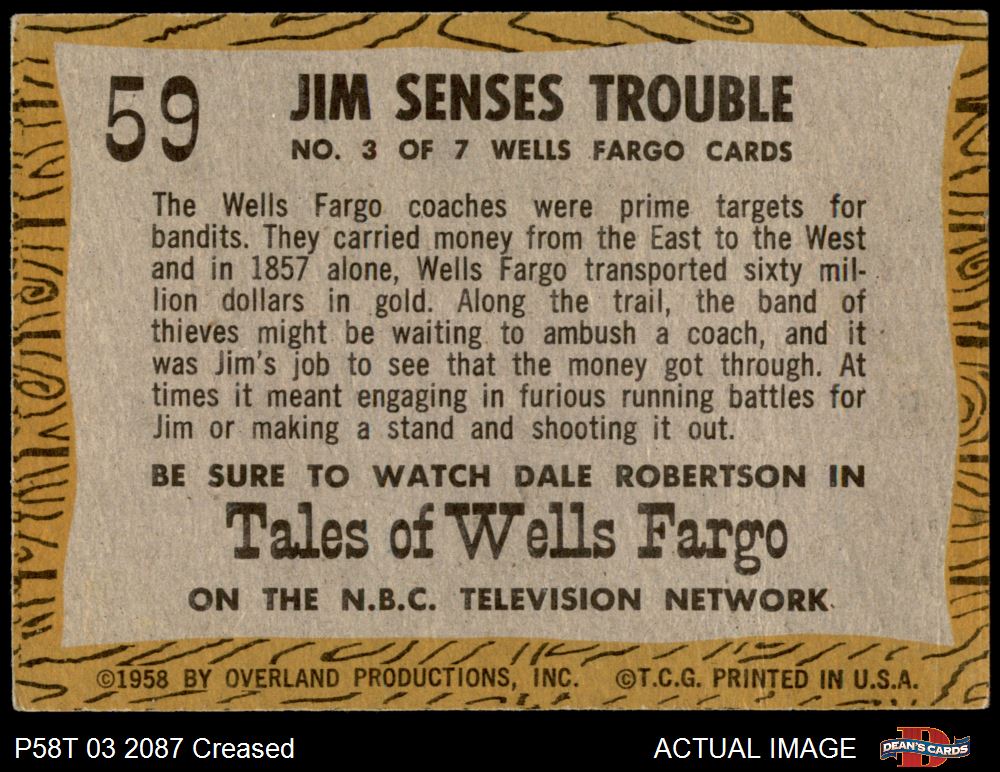 59
JIM SENSES TROUBLE
NO. 3 OF 7 WELLS FARGO CARDS
The Wells Fargo coaches were prime targets for
bandits. They carried money from the East to the West
and in 1857 alone, Wells Fargo transported sixty mil-
lion dollars in gold. Along the trail, the band of
thieves might be waiting to ambush a coach, and it
was Jim's job to see that the money got through. At
times it meant engaging in furious running battles for
Jim or making a stand and shooting it out.
BE SURE TO WATCH DALE ROBERTSON IN
Tales of Wells Fargo
ON THE N.B.C. TELEVISION NETWORK.
©1958 BY OVERLAND PRODUCTIONS, INC. ©T.C.G. PRINTED IN U.S.A.
P58T 03 2087 Creased
ACTUAL IMAGE
D
DEAN'S CARDS